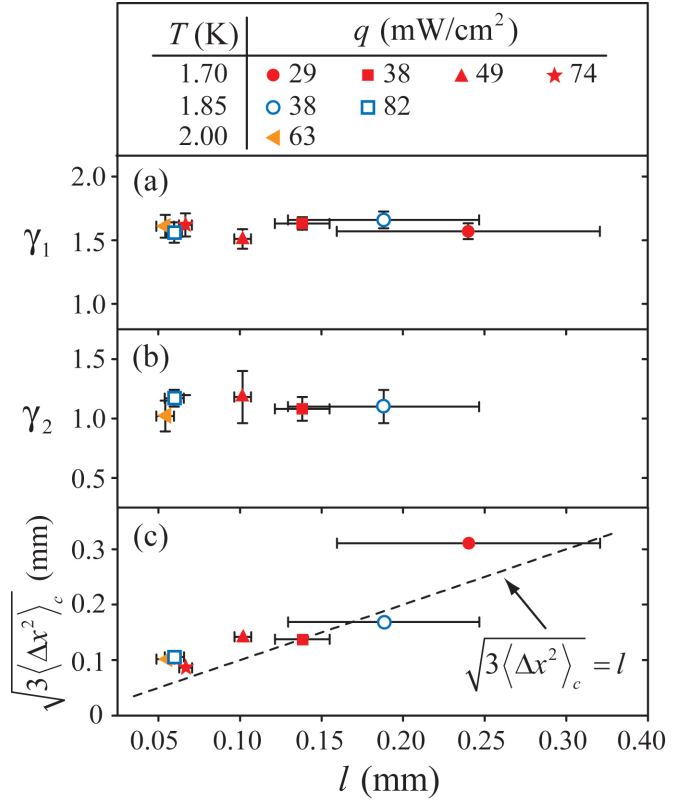 T (K) q (mW/cm²)
1.70 29 38 49 74
1.85 38 82
2.00 63
(a)
2.0
1.5
1.0
γ₁
(b)
1.5
1.0
0.5
γ₂
(c)
0.3
0.2
0.1
0
√3⟨Δx²⟩c (mm)
√3⟨Δx²⟩c = l
0.05 0.10 0.15 0.20 0.25 0.30 0.35 0.40
l (mm)